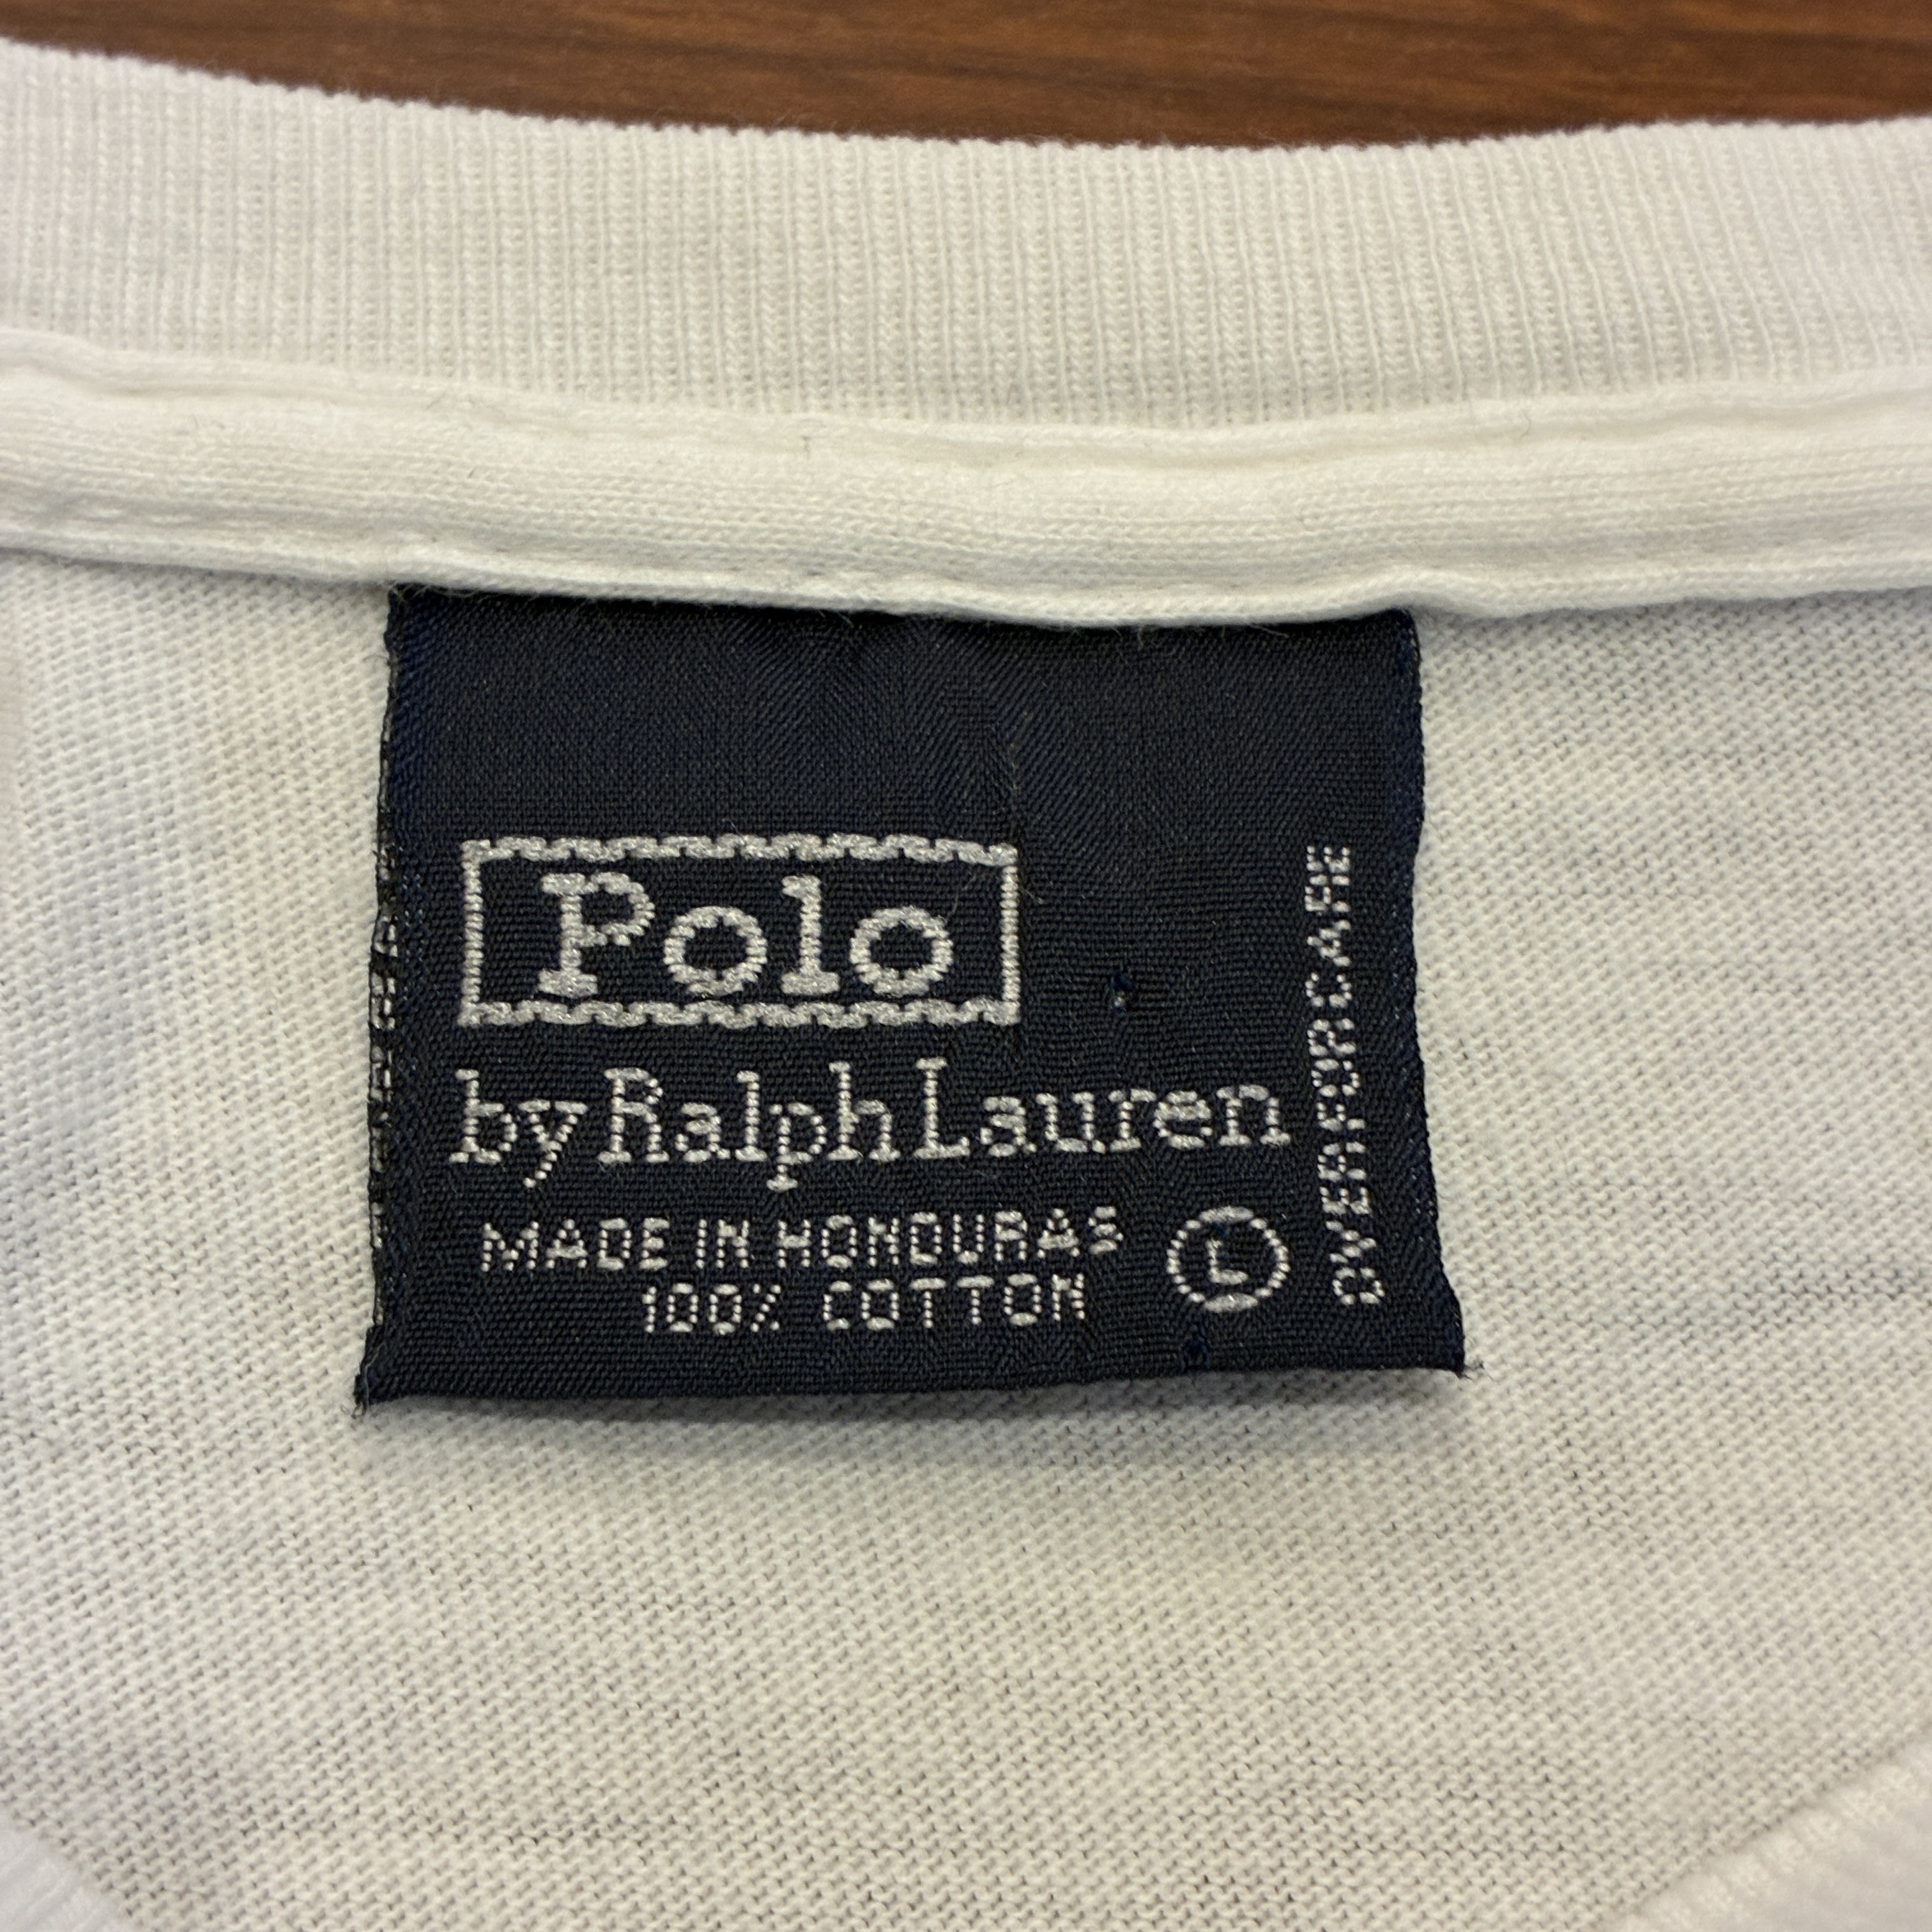 Polo
by Ralph Lauren
MADE IN HONDURAS
100% COTTON
L
OVER FOR CARE